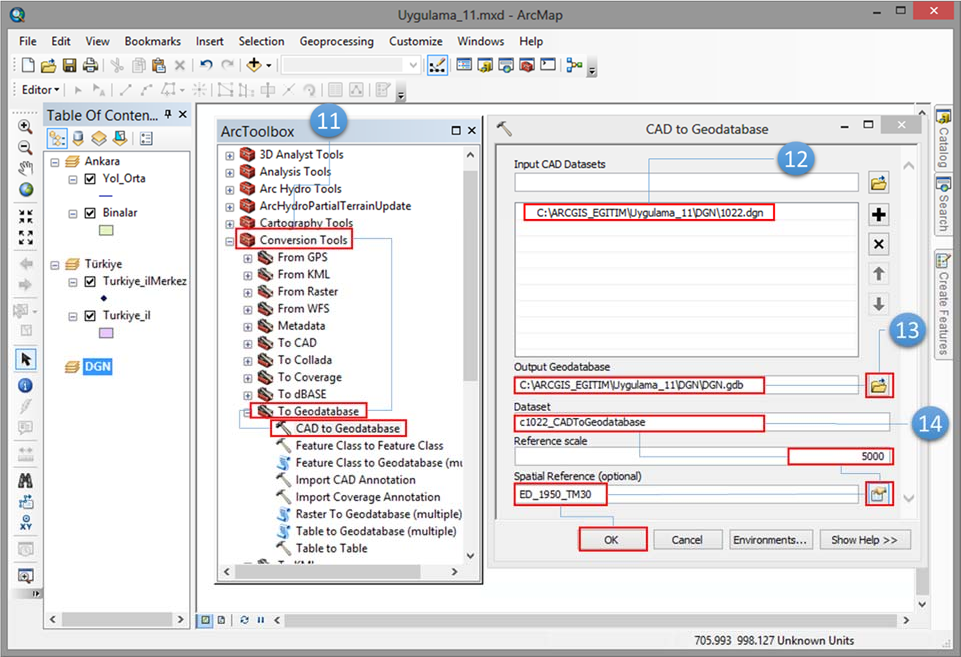 Uygulama_11.mxd - ArcMap
File Edit View Bookmarks Insert Selection Geoprocessing Customize Windows Help
Editor
Table Of Conten...
Ankara
Yol_Orta
Binalar
Türkiye
Turkiye_ilMerkez
Turkiye_il
DGN
11
ArcToolbox
3D Analyst Tools
Analysis Tools
Arc Hydro Tools
ArcHydroPartialTerrainUpdate
Cartography Tools
Conversion Tools
From GPS
From KML
From Raster
From WFS
Metadata
To CAD
To Collada
To Coverage
To dBASE
To Geodatabase
CAD to Geodatabase
Feature Class to Feature Class
Feature Class to Geodatabase (mu
Import CAD Annotation
Import Coverage Annotation
Raster To Geodatabase (multiple)
Table to Geodatabase (multiple)
Table to Table
CAD to Geodatabase
12
Input CAD Datasets
C:\ARCGIS_EGITIM\Uygulama_11\DGN\1022.dgn
13
Output Geodatabase
C:\ARCGIS_EGITIM\Uygulama_11\DGN\DGN.gdb
Dataset
c1022_CADToGeodatabase
14
Reference scale
5000
Spatial Reference (optional)
ED_1950_TM30
OK Cancel Environments... Show Help >>
Catalog
Search
Create Features
XY
705.993 998.127 Unknown Units